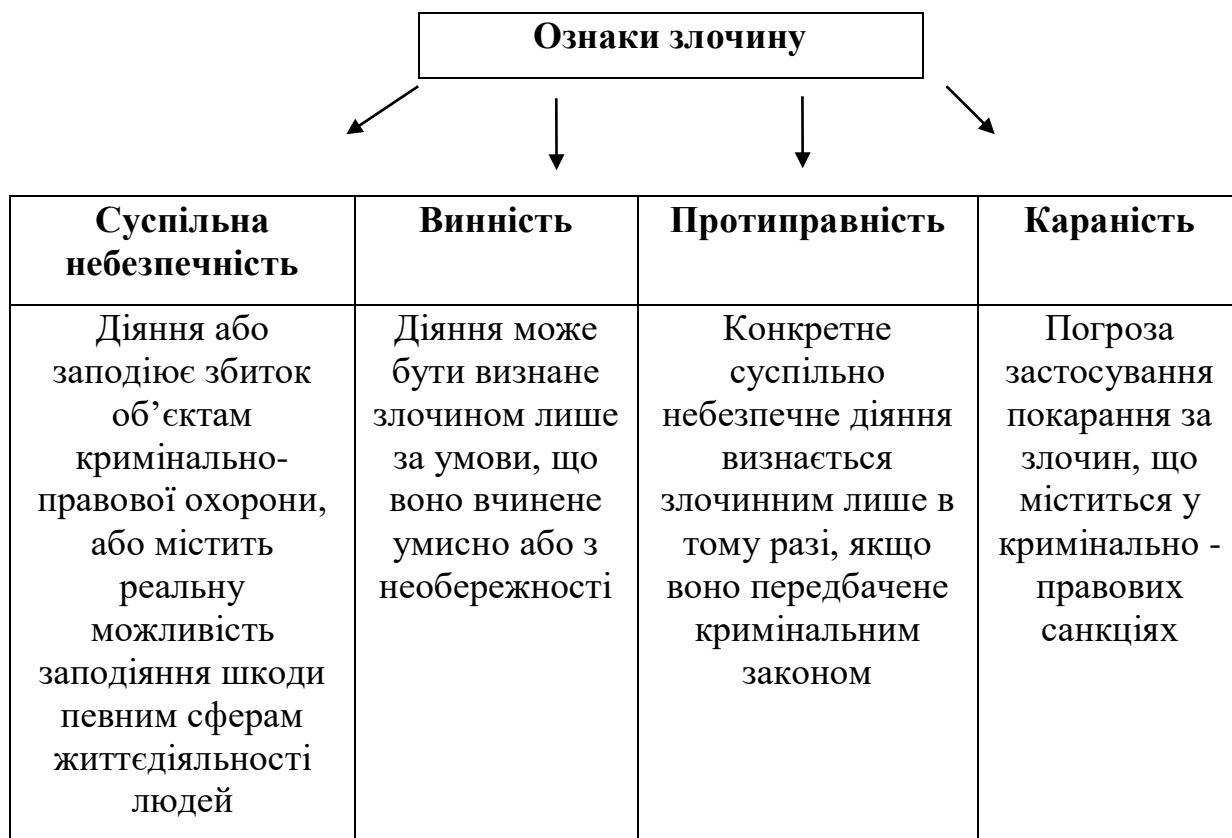 Ознаки злочину
Суспільна
небезпечність
Винність
Протиправність
Караність
Діяння або
заподіює збиток
об’єктам
кримінально-
правової охорони,
або містить
реальну
можливість
заподіяння шкоди
певним сферам
життєдіяльності
людей
Діяння може
бути визнане
злочином лише
за умови, що
воно вчинене
умисно або з
необережності
Конкретне
суспільно
небезпечне діяння
визнається
злочинним лише в
тому разі, якщо
воно передбачене
кримінальним
законом
Погроза
застосування
покарання за
злочин, що
міститься у
кримінально -
правових
санкціях